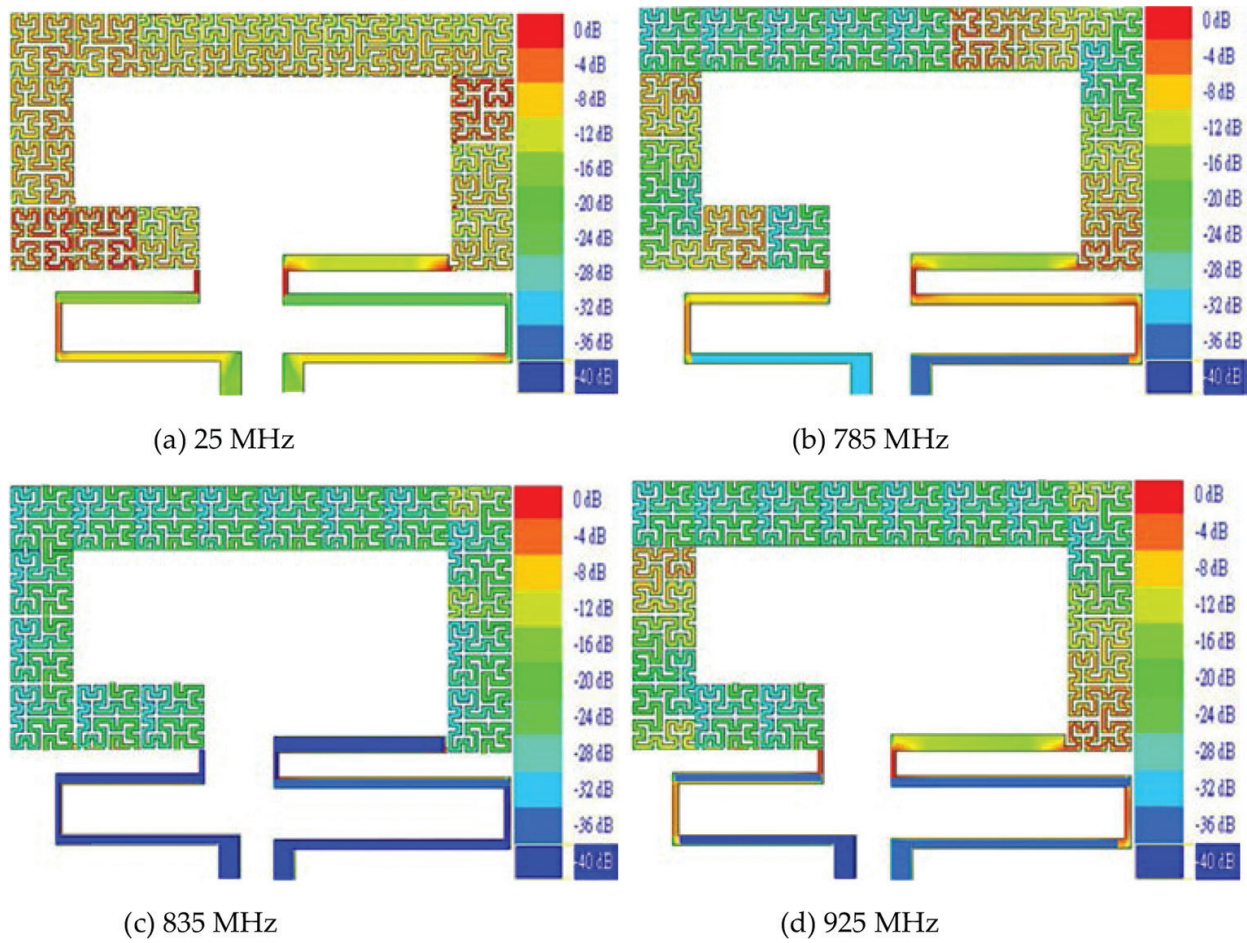 0 dB
-4 dB
-8 dB
-12 dB
-16 dB
-20 dB
-24 dB
-28 dB
-32 dB
-36 dB
-40 dB
(a) 25 MHz
0 dB
-4 dB
-8 dB
-12 dB
-16 dB
-20 dB
-24 dB
-28 dB
-32 dB
-36 dB
-40 dB
(b) 785 MHz
0 dB
-4 dB
-8 dB
-12 dB
-16 dB
-20 dB
-24 dB
-28 dB
-32 dB
-36 dB
-40 dB
(c) 835 MHz
0 dB
-4 dB
-8 dB
-12 dB
-16 dB
-20 dB
-24 dB
-28 dB
-32 dB
-36 dB
-40 dB
(d) 925 MHz